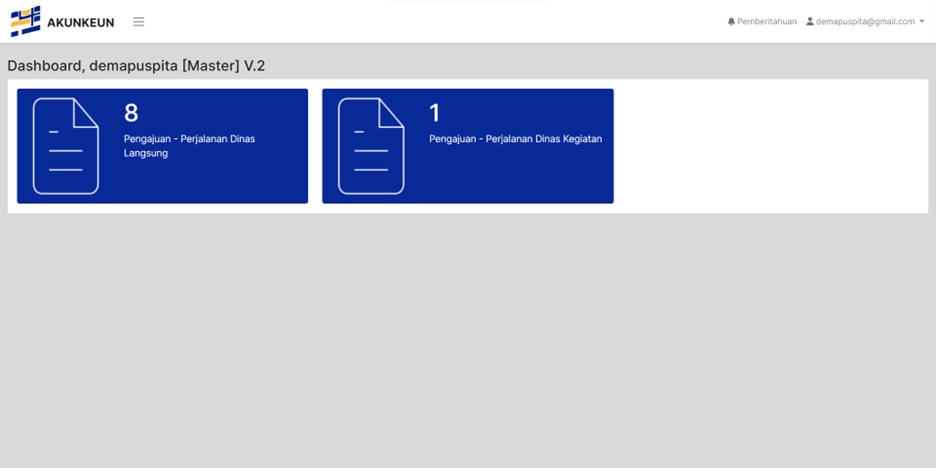 AKUNKEUN
Pemberitahuan
demapuspita@gmail.com
Dashboard, demapuspita [Master] V.2
8
Pengajuan - Perjalanan Dinas
Langsung
1
Pengajuan - Perjalanan Dinas Kegiatan